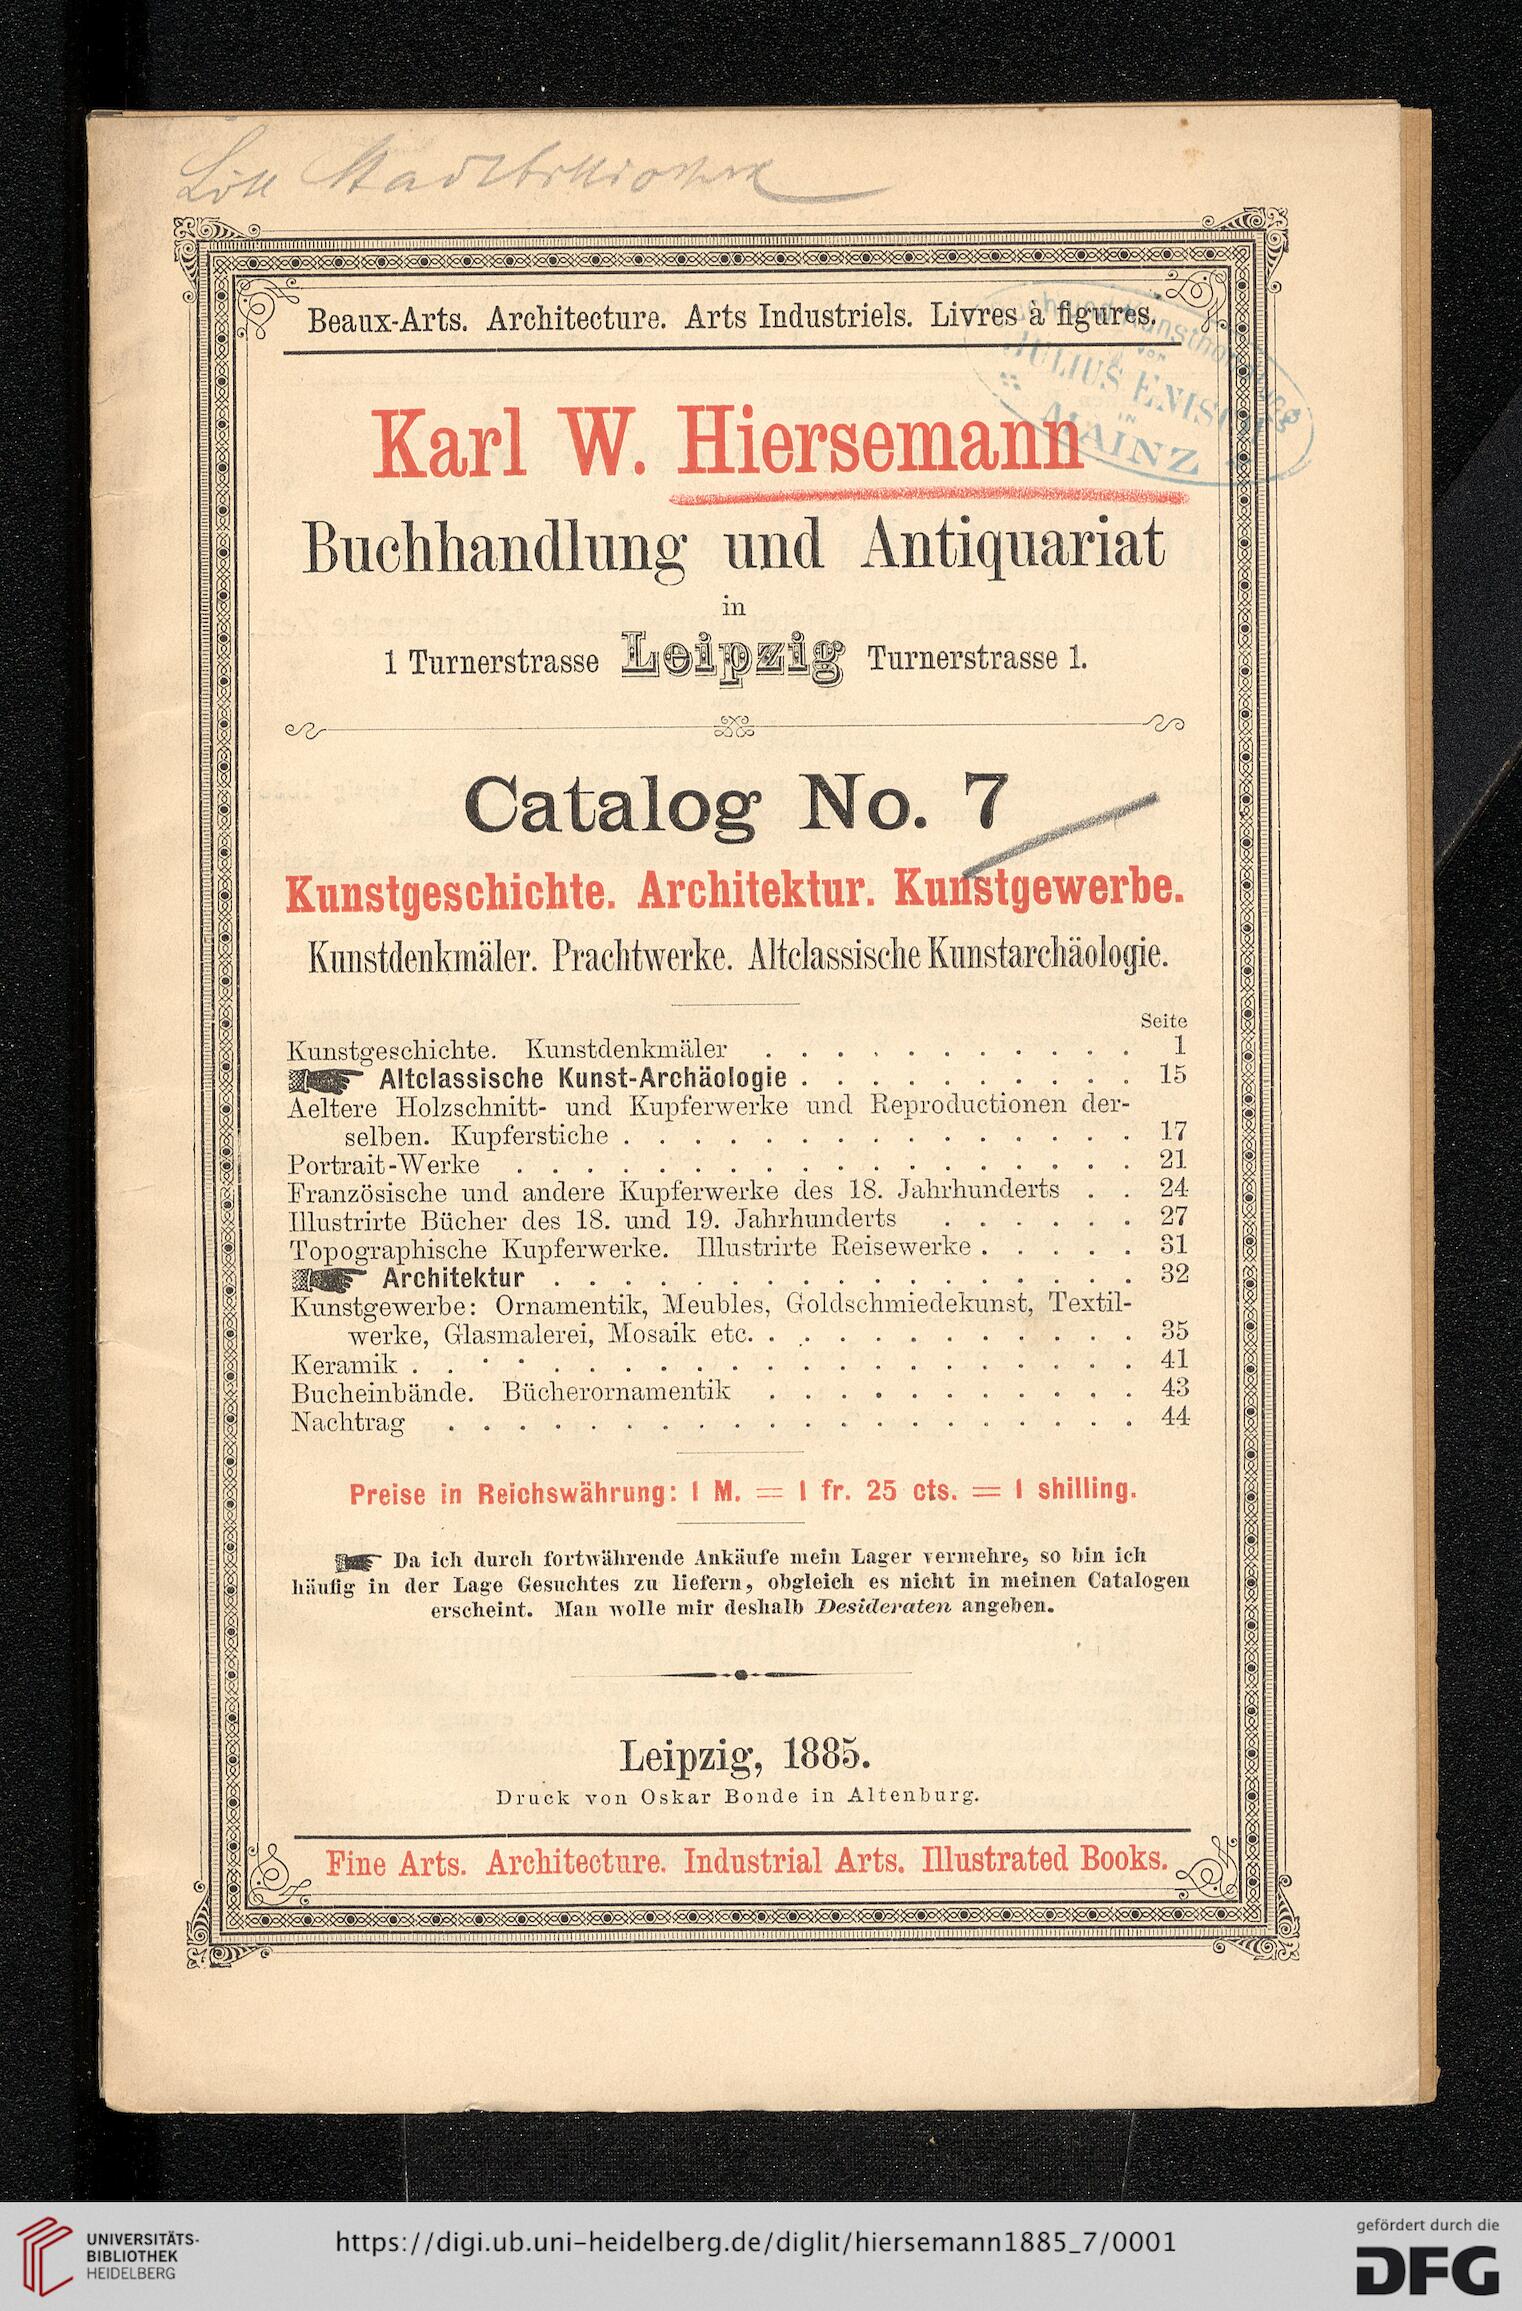 Stadtbibliothek
Beaux-Arts. Architecture. Arts Industriels. Livres à figures.
Buch und Kunsthandlung
von
JULIUS
IN
MAINZ
Karl W. Hiersemann
Buchhandlung und Antiquariat
in
1 Turnerstrasse Leipzig Turnerstrasse 1.
Catalog No. 7
Kunstgeschichte. Architektur. Kunstgewerbe.
Kunstdenkmäler. Prachtwerke. Altclassische Kunstarchäologie.
Seite
Kunstgeschichte. Kunstdenkmäler . . . . . . . . . . . 1
Altclassische Kunst-Archäologie . . . . . . . . . . 15
Aeltere Holzschnitt- und Kupferwerke und Reproductionen der-
selben. Kupferstiche . . . . . . . . . . . . . . . 17
Portrait-Werke . . . . . . . . . . . . . . . . . . 21
Französische und andere Kupferwerke des 18. Jahrhunderts . . 24
Illustrirte Bücher des 18. und 19. Jahrhunderts . . . . . . 27
Topographische Kupferwerke. Illustrirte Reisewerke . . . . . 31
Architektur . . . . . . . . . . . . . . . . . 32
Kunstgewerbe: Ornamentik, Meubles, Goldschmiedekunst, Textil-
werke, Glasmalerei, Mosaik etc. . . . . . . . . . . . 35
Keramik . . . . . . . . . . . . . . . . . . . . . 41
Bucheinbände. Bücherornamentik . . . . . . . . . . . 43
Nachtrag . . . . . . . . . . . . . . . . . . . . 44
Preise in Reichswährung: 1 M. = 1 fr. 25 cts. = 1 shilling.
Da ich durch fortwährende Ankäufe mein Lager vermehre, so bin ich
häufig in der Lage Gesuchtes zu liefern, obgleich es nicht in meinen Catalogen
erscheint. Man wolle mir deshalb Desideraten angeben.
Leipzig, 1885.
Druck von Oskar Bonde in Altenburg.
Fine Arts. Architecture. Industrial Arts. Illustrated Books.
UNIVERSITÄTS-
BIBLIOTHEK
HEIDELBERG
https://digi.ub.uni-heidelberg.de/diglit/hiersemann1885_7/0001
gefördert durch die
DFG